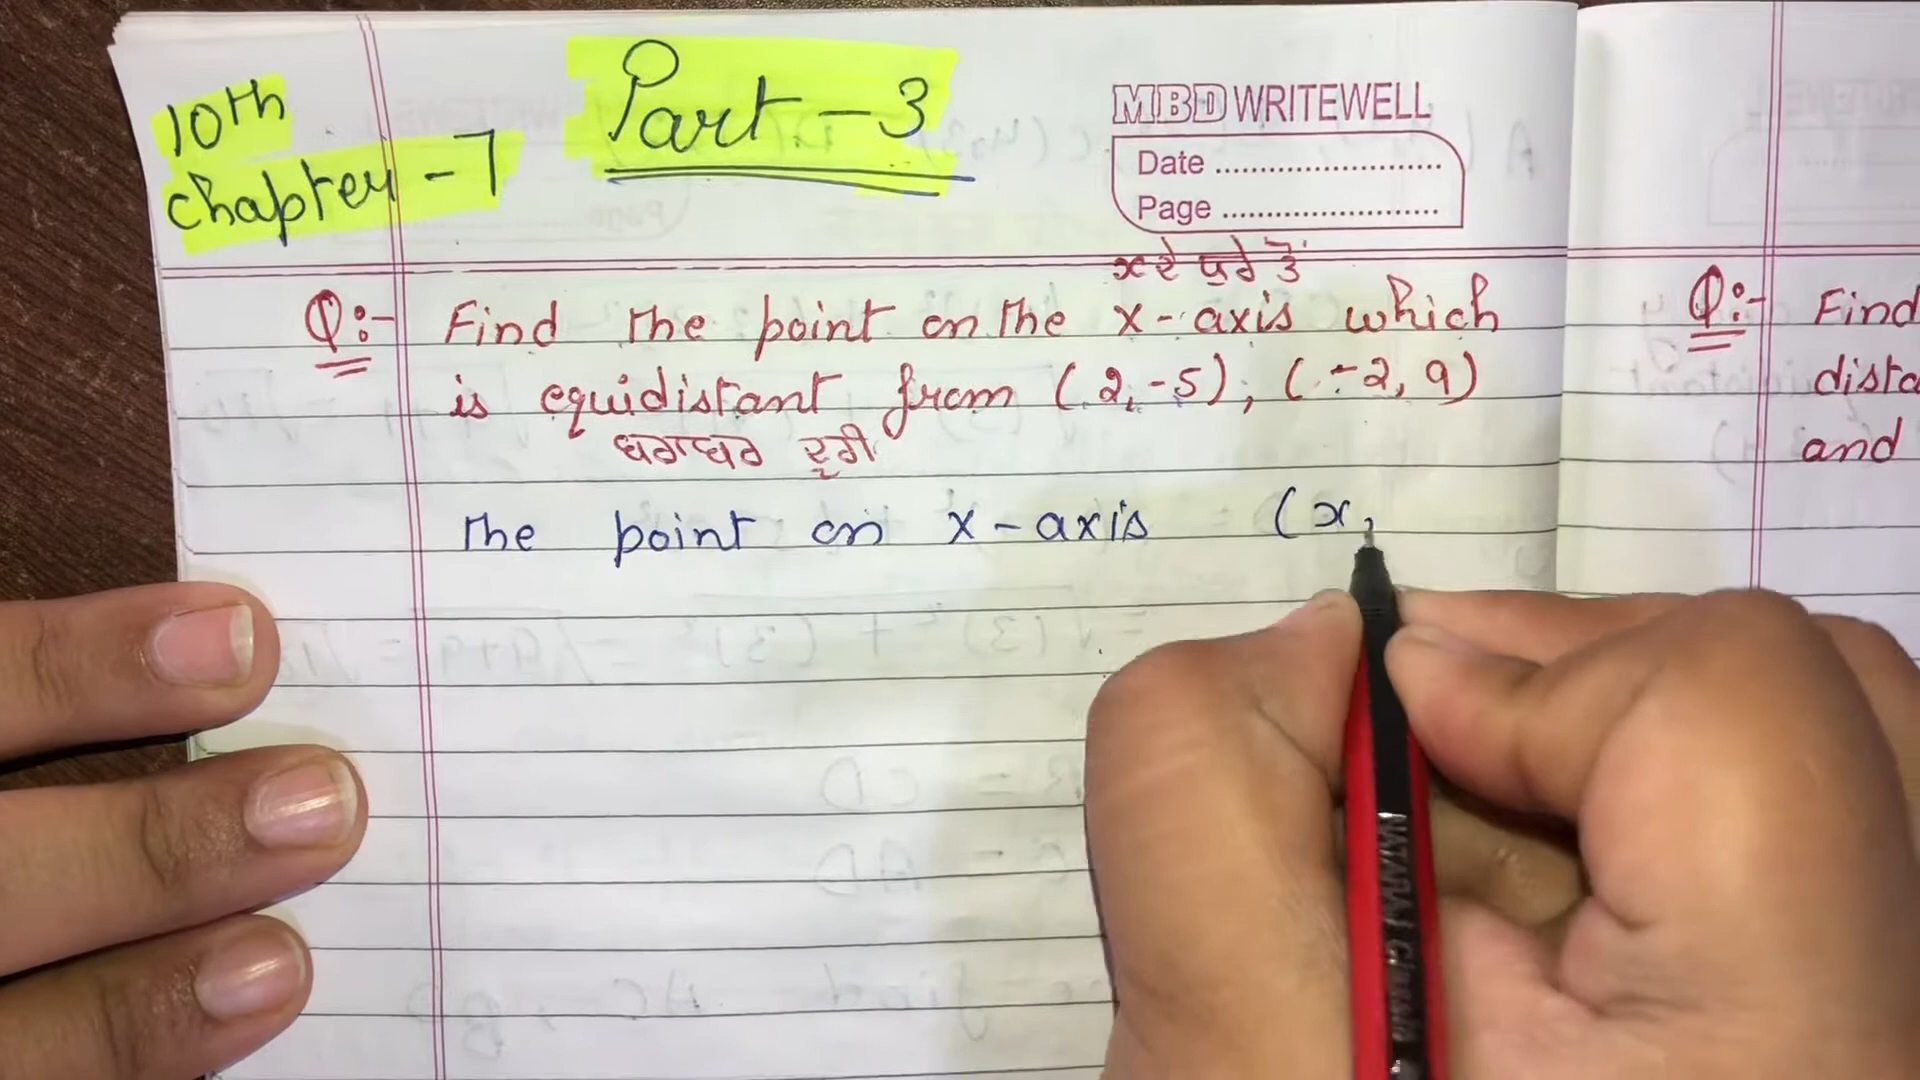 10th
chapter-7
Part-3
MBD WRITEWELL
Date
Page
x ਦੇ ਧੁਰੇ ਤੇ
Q:- Find the point on the x-axis which
is equidistant from (2,-5), (-2, 9)
ਬਰਾਬਰ ਦੂਰੀ
The point on x-axis (x,
Q:- Find
dista
and
NATARAJ